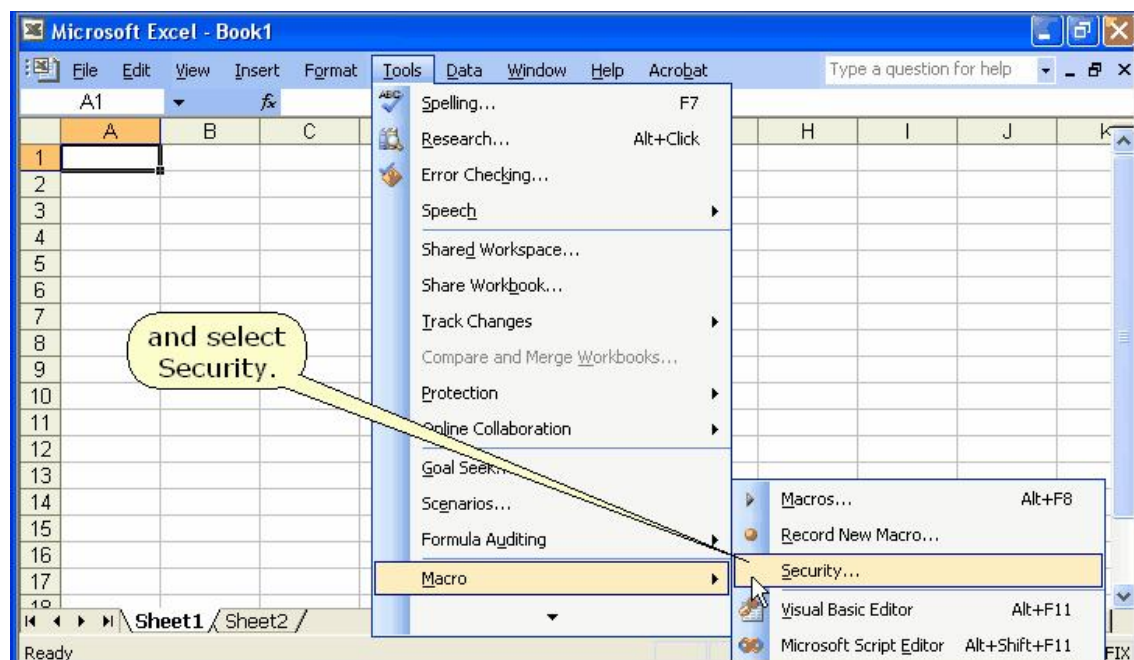 Microsoft Excel - Book1
File Edit View Insert Format Tools Data Window Help Acrobat Type a question for help
A1 fx
A B C H I J K
1
2
3
4
5
6
7
8
9
10
11
12
13
14
15
16
17
18
ABC Spelling... F7
Research... Alt+Click
Error Checking...
Speech
Shared Workspace...
Share Workbook...
Track Changes
Compare and Merge Workbooks...
Protection
Online Collaboration
Goal Seek...
Scenarios...
Formula Auditing
Macro
and select
Security.
Macros... Alt+F8
Record New Macro...
Security...
Visual Basic Editor Alt+F11
Microsoft Script Editor Alt+Shift+F11
Sheet1 Sheet2
Ready FIX